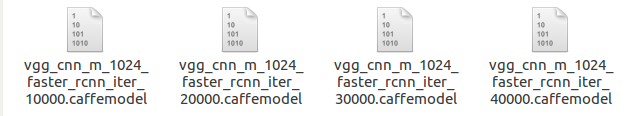 1
10
101
1010
vgg_cnn_m_1024_
faster_rcnn_iter_
10000.caffemodel
1
10
101
1010
vgg_cnn_m_1024_
faster_rcnn_iter_
20000.caffemodel
1
10
101
1010
vgg_cnn_m_1024_
faster_rcnn_iter_
30000.caffemodel
1
10
101
1010
vgg_cnn_m_1024_
faster_rcnn_iter_
40000.caffemodel